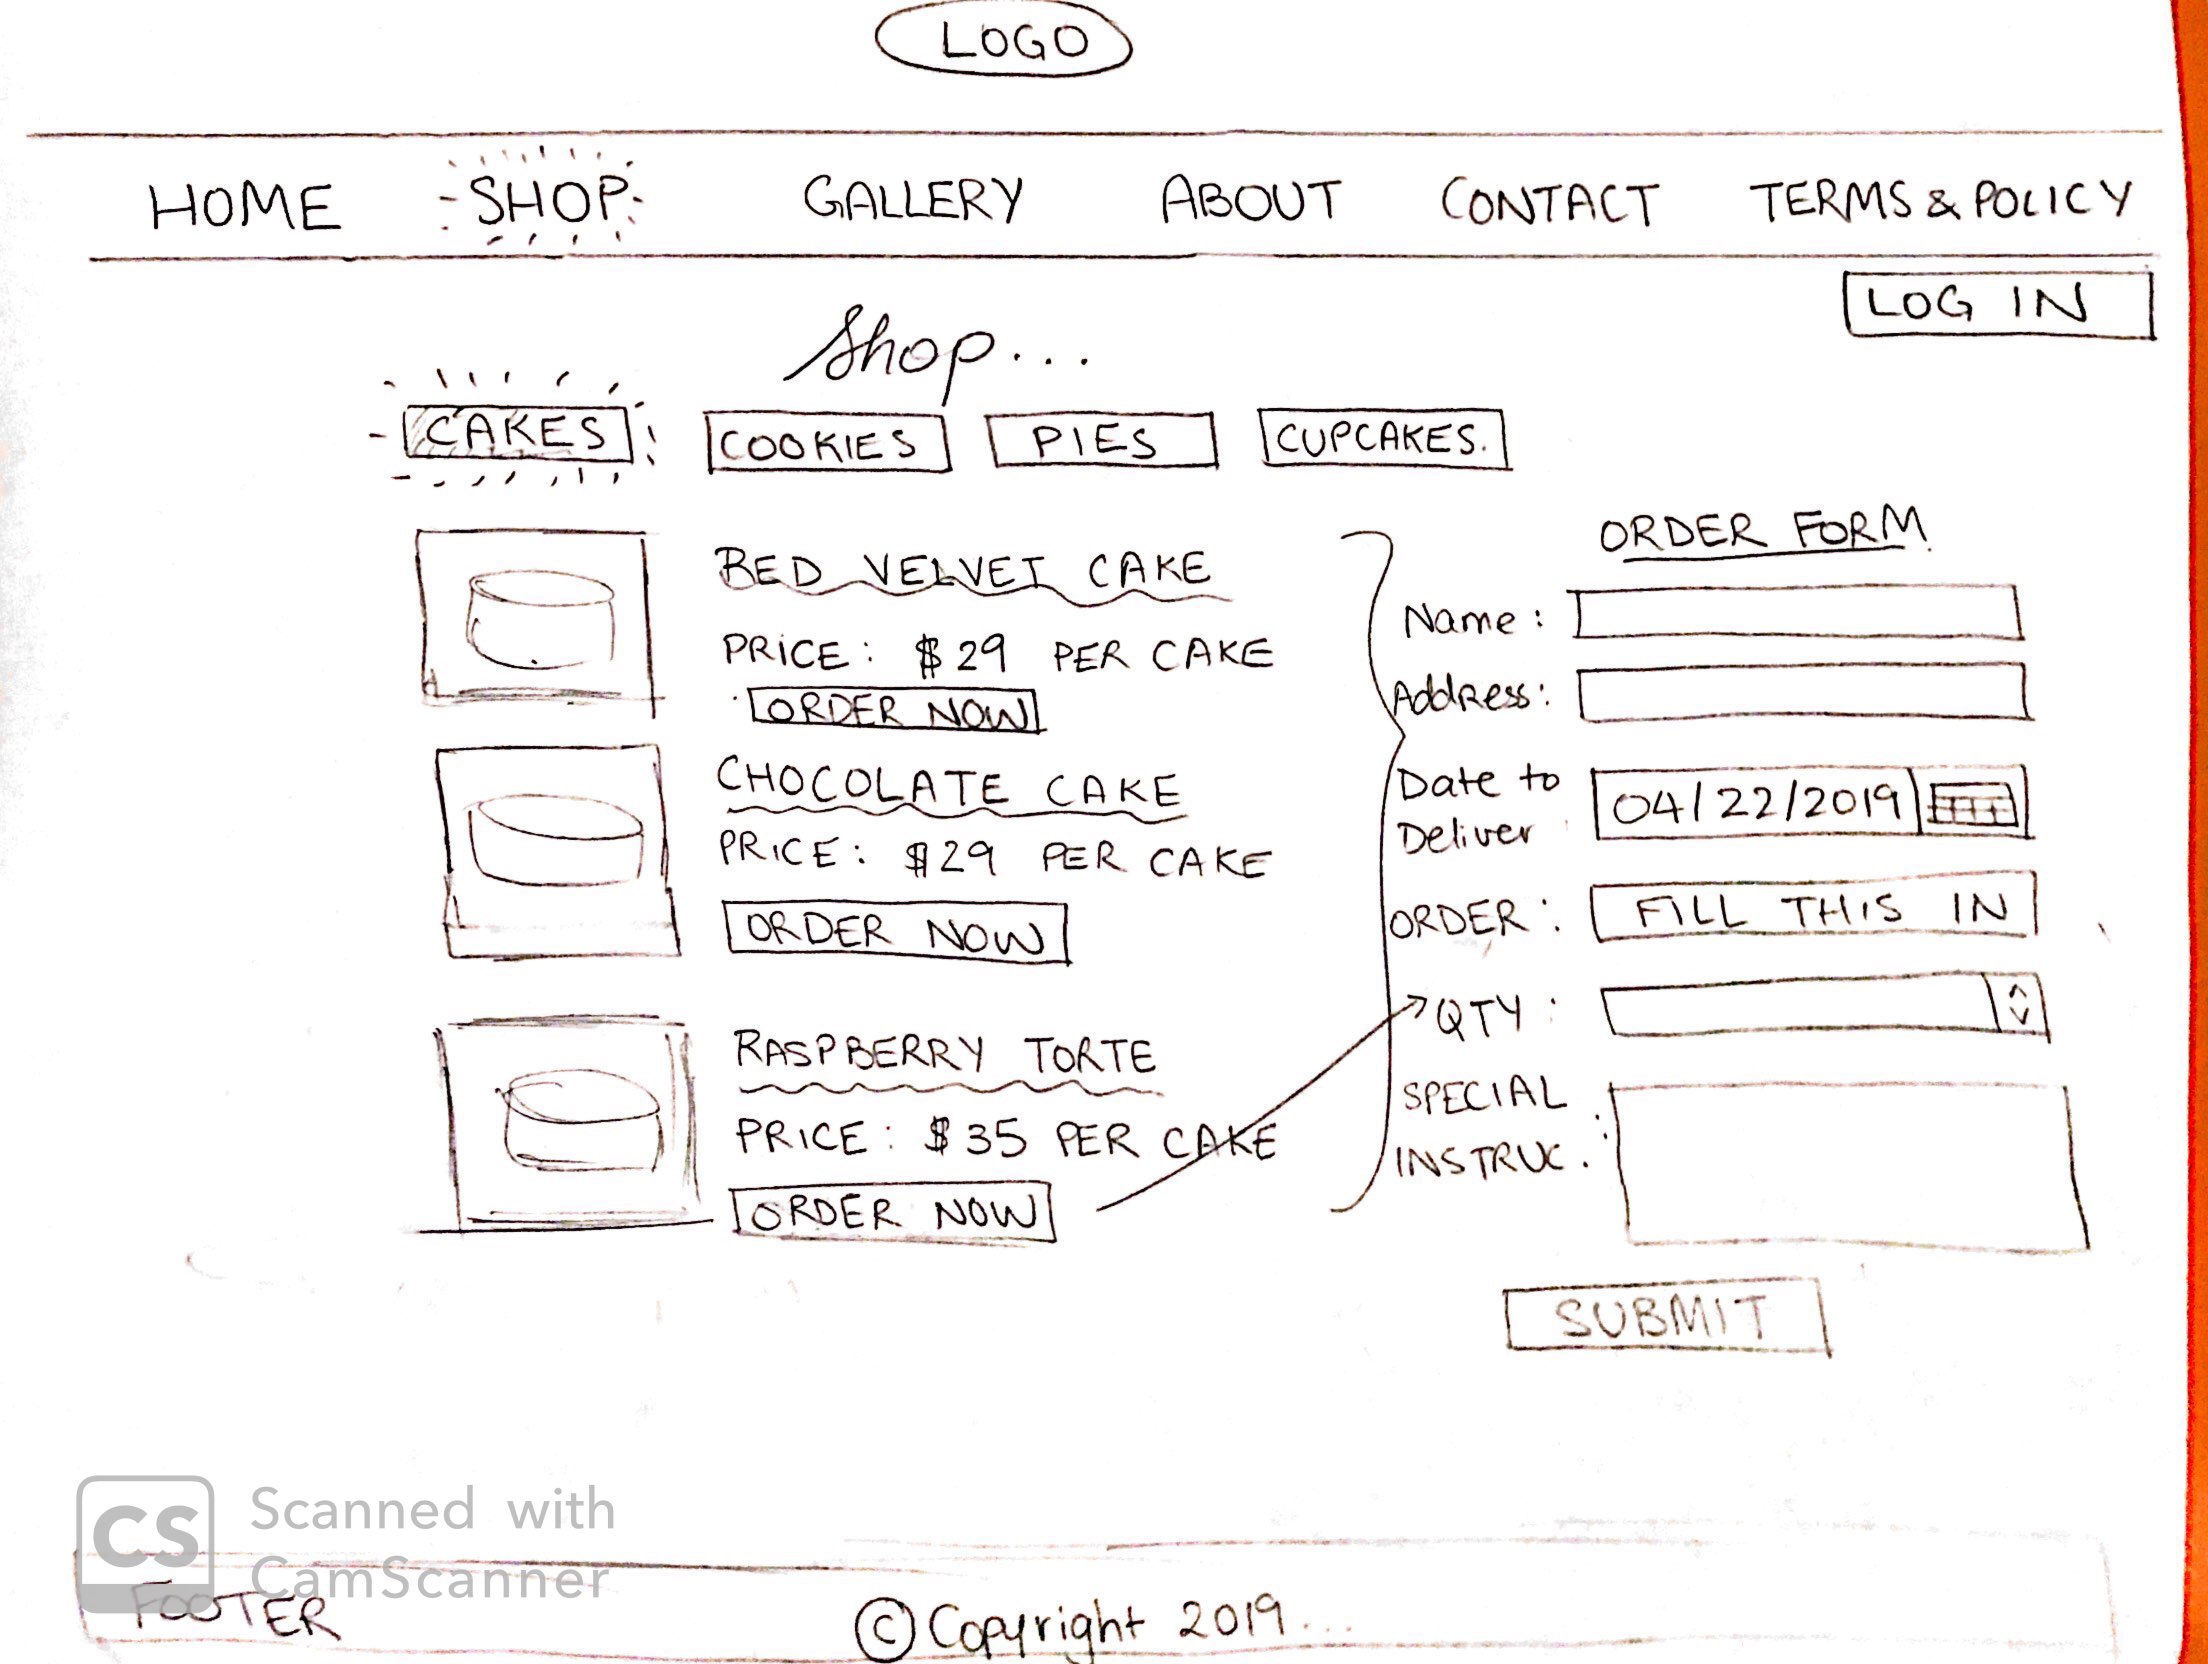 LOGO
HOME SHOP GALLERY ABOUT CONTACT TERMS & POLICY
LOG IN
Shop...
CAKES COOKIES PIES CUPCAKES.
BED VELVET CAKE
PRICE: $29 PER CAKE
ORDER NOW
CHOCOLATE CAKE
PRICE: $29 PER CAKE
ORDER NOW
RASPBERRY TORTE
PRICE: $35 PER CAKE
ORDER NOW
ORDER FORM
Name:
Address:
Date to
Deliver
04/22/2019
ORDER: FILL THIS IN
QTY:
SPECIAL
INSTRUC. :
SUBMIT
CS Scanned with
CamScanner
FOOTER
© Copyright 2019...